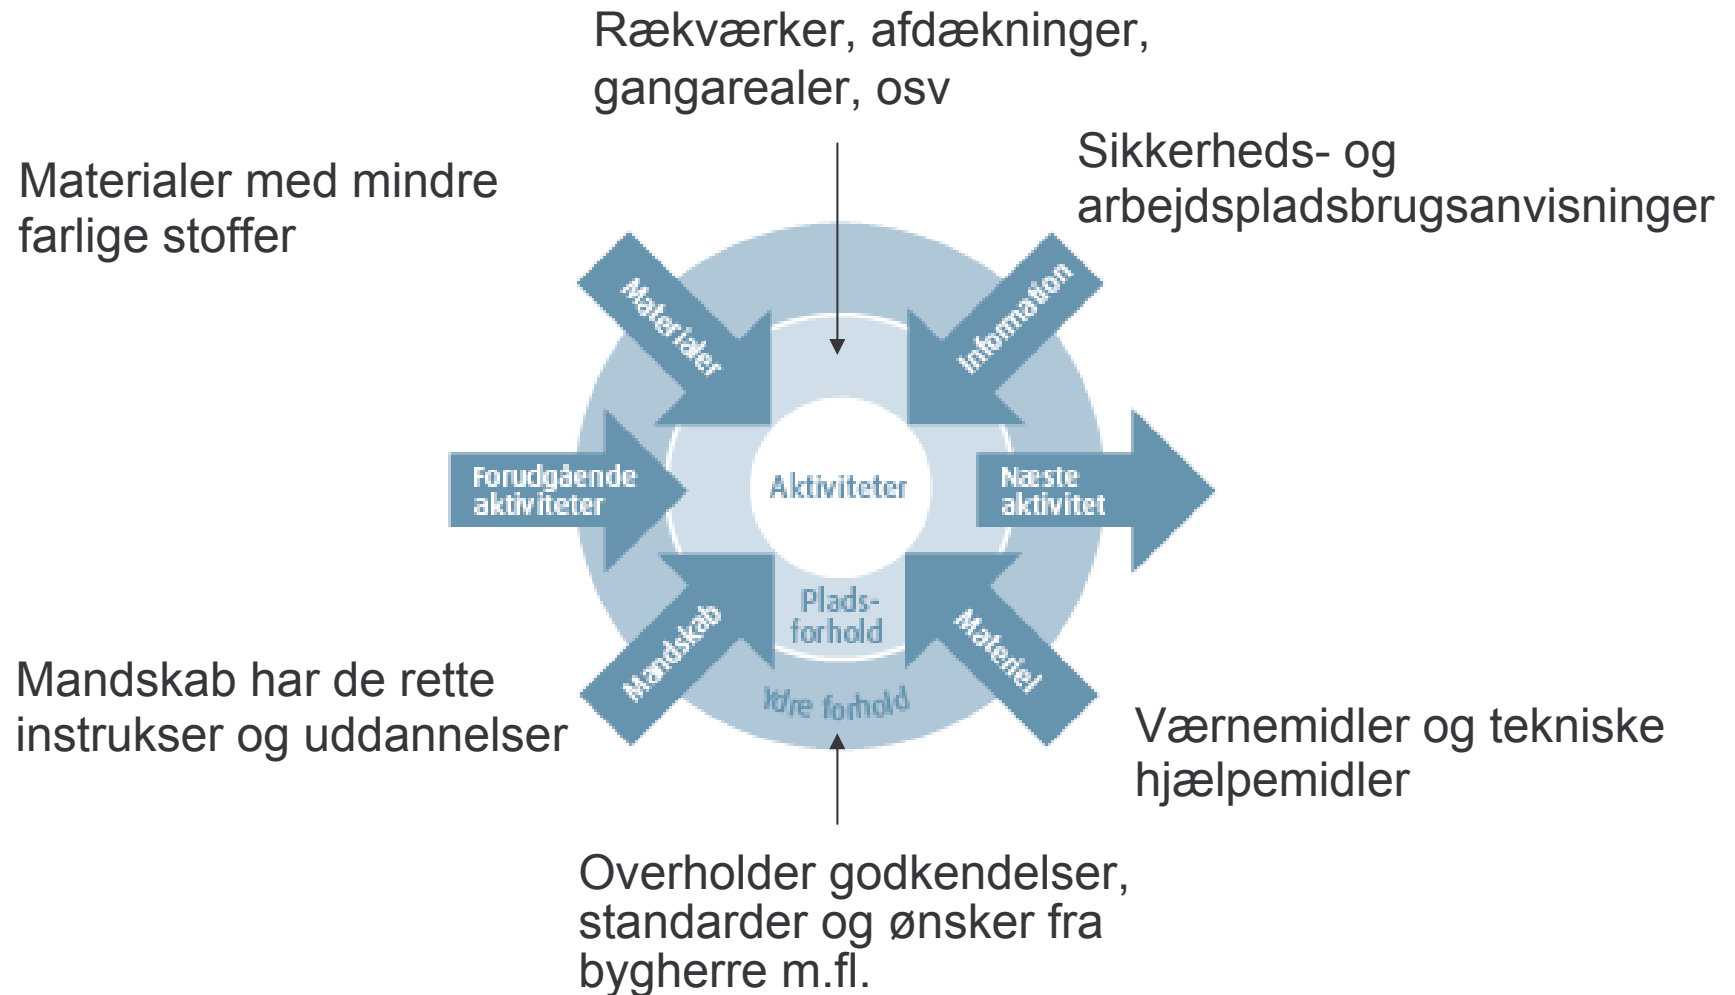 Rækværker, afdækninger,
gangarealer, osv
Sikkerheds- og
arbejdspladsbrugsanvisninger
Materialer med mindre
farlige stoffer
Materialer
Information
Forudgående
aktiviteter
Aktiviteter
Næste
aktivitet
Plads-
forhold
Mandskab
Materiel
Ydre forhold
Mandskab har de rette
instrukser og uddannelser
Værnemidler og tekniske
hjælpemidler
Overholder godkendelser,
standarder og ønsker fra
bygherre m.fl.